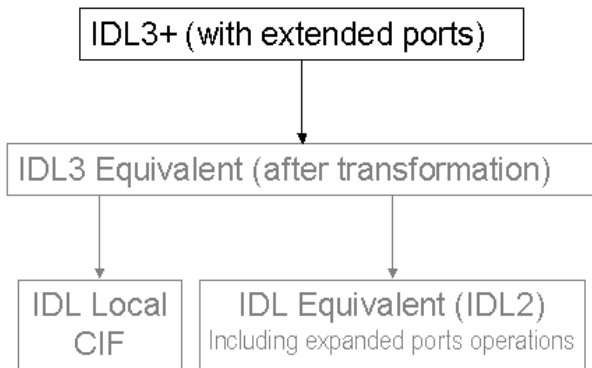 IDL3+ (with extended ports)
IDL3 Equivalent (after transformation)
IDL Local
CIF
IDL Equivalent (IDL2)
Including expanded ports operations